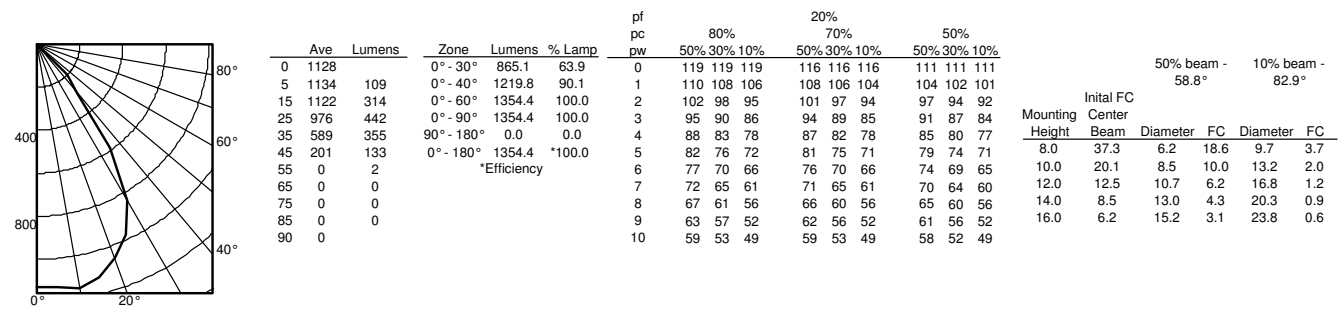 400
800
0°
20°
40°
60°
80°
Ave Lumens
0 1128
5 1134 109
15 1122 314
25 976 442
35 589 355
45 201 133
55 0 2
65 0 0
75 0 0
85 0 0
90 0
Zone Lumens % Lamp
0°- 30° 865.1 63.9
0°- 40° 1219.8 90.1
0°- 60° 1354.4 100.0
0°- 90° 1354.4 100.0
90°- 180° 0.0 0.0
0°- 180° 1354.4 *100.0
*Efficiency
pf 20%
pc 80% 70% 50%
pw 50% 30% 10% 50% 30% 10% 50% 30% 10%
0 119 119 119 116 116 116 111 111 111
1 110 108 106 108 106 104 104 102 101
2 102 98 95 101 97 94 97 94 92
3 95 90 86 94 89 85 91 87 84
4 88 83 78 87 82 78 85 80 77
5 82 76 72 81 75 71 79 74 71
6 77 70 66 76 70 66 74 69 65
7 72 65 61 71 65 61 70 64 60
8 67 61 56 66 60 56 65 60 56
9 63 57 52 62 56 52 61 56 52
10 59 53 49 59 53 49 58 52 49
50% beam - 10% beam -
58.8° 82.9°
Inital FC
Mounting Center
Height Beam Diameter FC Diameter FC
8.0 37.3 6.2 18.6 9.7 3.7
10.0 20.1 8.5 10.0 13.2 2.0
12.0 12.5 10.7 6.2 16.8 1.2
14.0 8.5 13.0 4.3 20.3 0.9
16.0 6.2 15.2 3.1 23.8 0.6